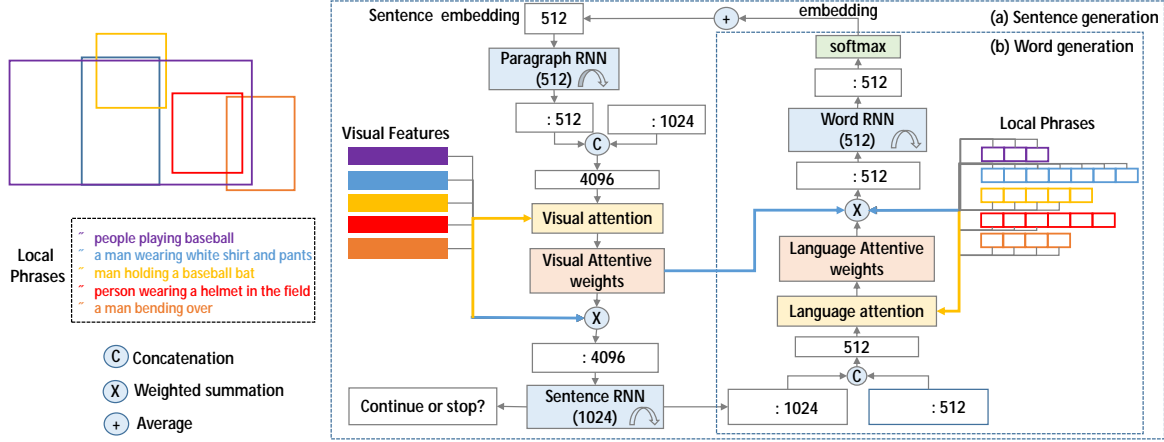 Local
Phrases
˝ people playing baseball
˝ a man wearing white shirt and pants
˝ man holding a baseball bat
˝ person wearing a helmet in the field
˝ a man bending over
C Concatenation
X Weighted summation
+ Average
Sentence embedding
512
+
embedding
(a) Sentence generation
Paragraph RNN
(512)
: 512
: 1024
C
4096
Visual Features
Visual attention
Visual Attentive
weights
X
: 4096
Sentence RNN
(1024)
Continue or stop?
(b) Word generation
softmax
: 512
Word RNN
(512)
: 512
X
Local Phrases
Language Attentive
weights
Language attention
512
C
: 1024
: 512